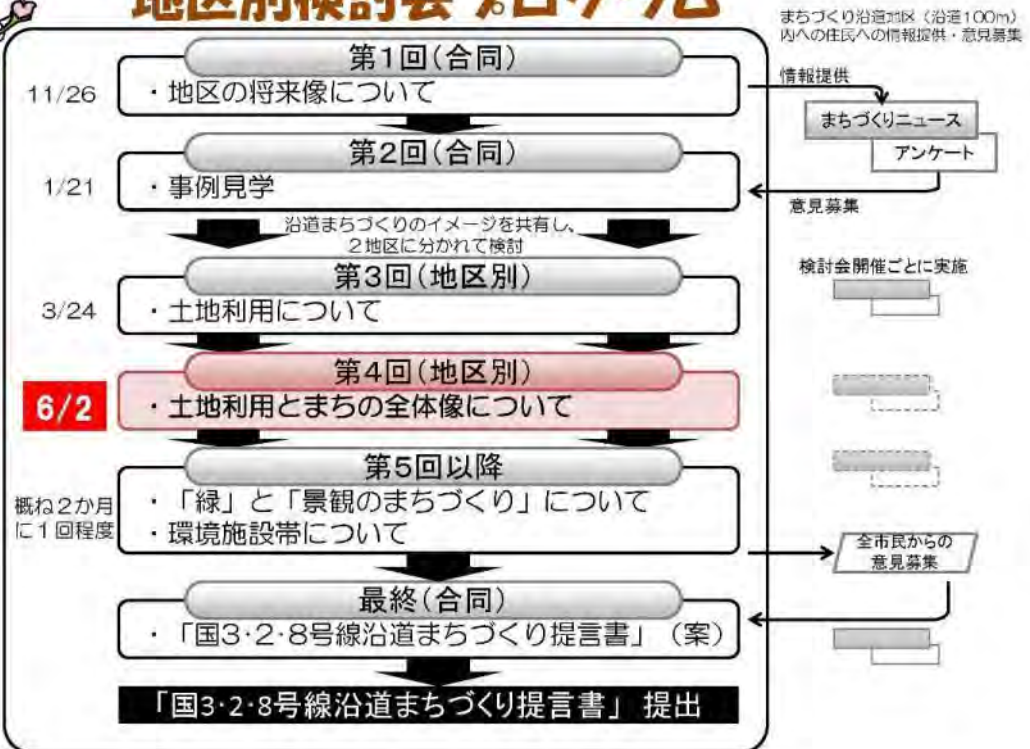 地区別検討会プログラム
まちづくり沿道地区（沿道100m）
内への住民への情報提供・意見募集
第1回(合同)
11/26
・地区の将来像について
情報提供
まちづくりニュース
アンケート
第2回(合同)
1/21
・事例見学
意見募集
沿道まちづくりのイメージを共有し、
２地区に分かれて検討
第3回(地区別)
3/24
・土地利用について
検討会開催ごとに実施
第4回(地区別)
6/2
・土地利用とまちの全体像について
第5回以降
概ね２か月
に１回程度
・「緑」と「景観のまちづくり」について
・環境施設帯について
全市民からの
意見募集
最終(合同)
・「国3・2・8号線沿道まちづくり提言書」（案）
「国3・2・8号線沿道まちづくり提言書」 提出